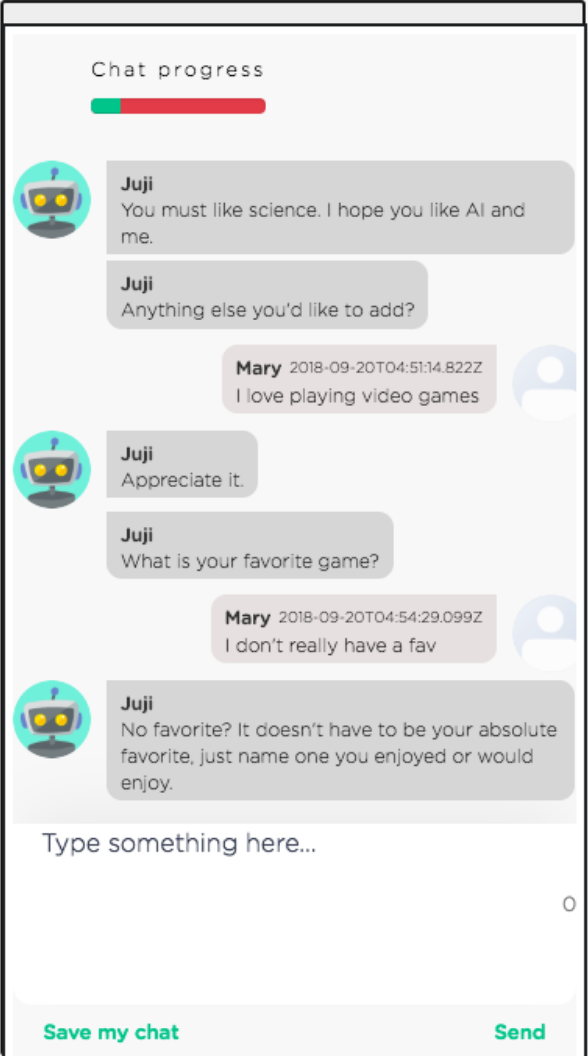 Chat progress
Juji
You must like science. I hope you like AI and
me.
Juji
Anything else you'd like to add?
Mary 2018-09-20T04:51:14.822Z
I love playing video games
Juji
Appreciate it.
Juji
What is your favorite game?
Mary 2018-09-20T04:54:29.099Z
I don't really have a fav
Juji
No favorite? It doesn't have to be your absolute
favorite, just name one you enjoyed or would
enjoy.
Type something here...
0
Save my chat Send